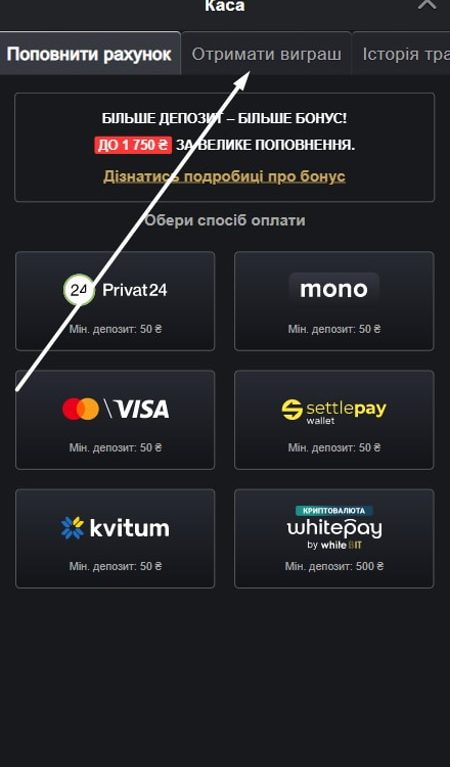 Каса
Поповнити рахунок
Отримати виграш
Історія тра
БІЛЬШЕ ДЕПОЗИТ – БІЛЬШЕ БОНУС!
ДО 1 750 ₴ ЗА ВЕЛИКЕ ПОПОВНЕННЯ.
Дізнатись подробиці про бонус
Обери спосіб оплати
24 Privat24
Мін. депозит: 50 ₴
mono
Мін. депозит: 50 ₴
VISA
Мін. депозит: 50 ₴
settlepay
wallet
Мін. депозит: 50 ₴
kvitum
Мін. депозит: 50 ₴
КРИПТОВАЛЮТА
whitepay
by whiteBIT
Мін. депозит: 500 ₴